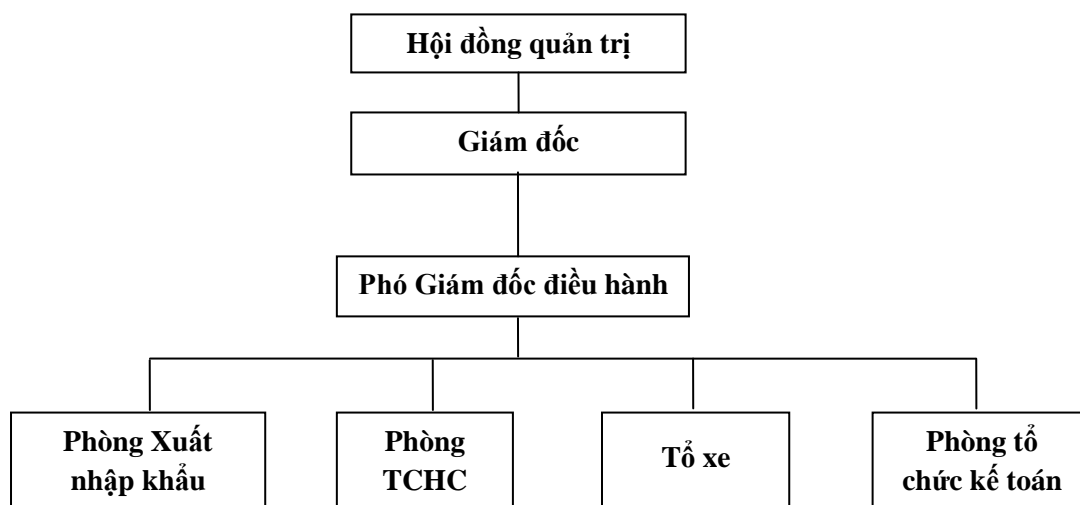 Hội đồng quản trị
Giám đốc
Phó Giám đốc điều hành
Phòng Xuất
nhập khẩu
Phòng
TCHC
Tổ xe
Phòng tổ
chức kế toán